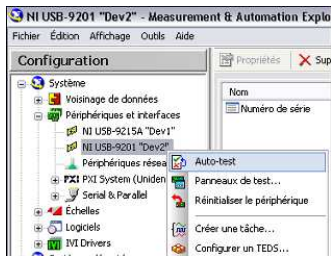 NI USB-9201 "Dev2" - Measurement & Automation Explo
Fichier Édition Affichage Outils Aide
Configuration
Propriétés Sup
Système
Voisinage de données
Périphériques et interfaces
NI USB-9215A "Dev1"
NI USB-9201 "Dev2"
Périphériques résea
PXI System (Uniden
Serial & Parallel
Échelles
Logiciels
IVI Drivers
Nom
Numéro de série
Auto-test
Panneaux de test...
Réinitialiser le périphérique
Créer une tâche...
Configurer un TEDS...